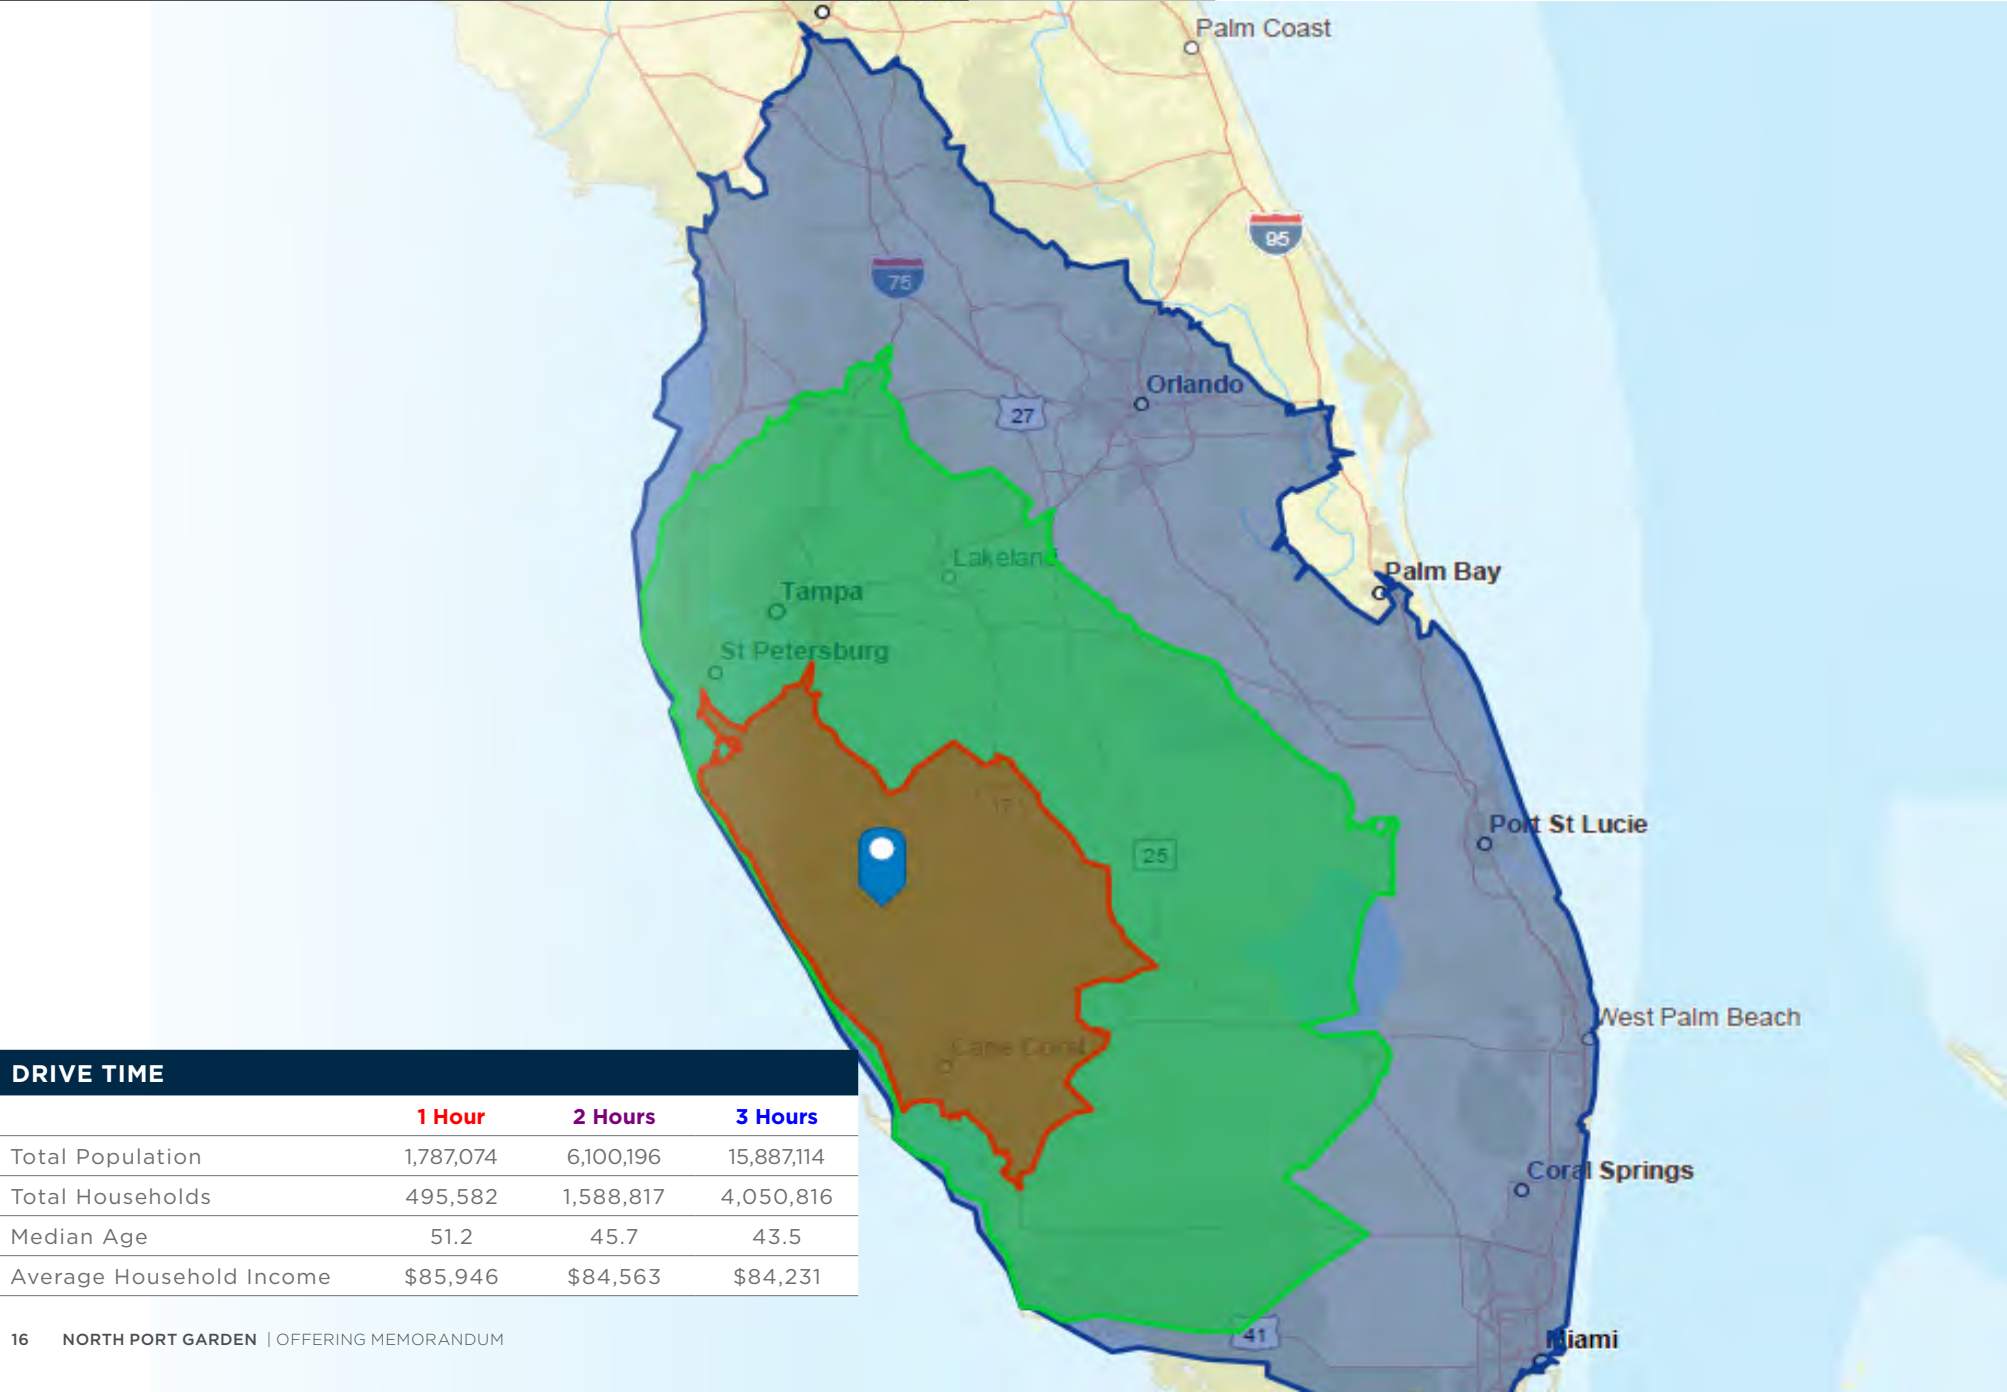 Palm Coast
95
75
Orlando
27
Lakeland
Palm Bay
Tampa
St Petersburg
17
Port St Lucie
25
West Palm Beach
Cape Coral
Coral Springs
41
Miami
DRIVE TIME
1 Hour 2 Hours 3 Hours
Total Population 1,787,074 6,100,196 15,887,114
Total Households 495,582 1,588,817 4,050,816
Median Age 51.2 45.7 43.5
Average Household Income $85,946 $84,563 $84,231
16 NORTH PORT GARDEN | OFFERING MEMORANDUM